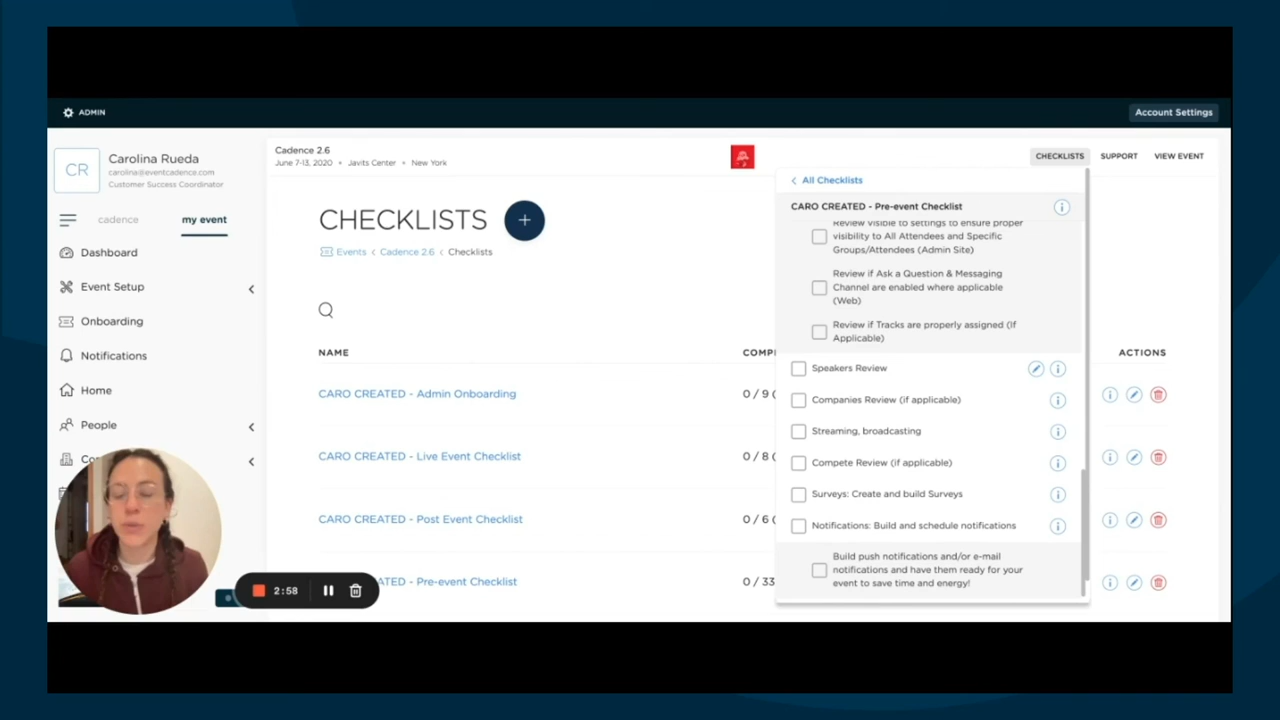 ADMIN
Account Settings
CR
Carolina Rueda
carolina@eventcadence.com
Customer Success Coordinator
cadence
my event
Dashboard
Event Setup
Onboarding
Notifications
Home
People
Cadence 2.6
June 7-13, 2020 • Javits Center • New York
CHECKLISTS
SUPPORT
VIEW EVENT
CHECKLISTS
+
Events < Cadence 2.6 < Checklists
NAME
ACTIONS
CARO CREATED - Admin Onboarding
0 / 9 (
CARO CREATED - Live Event Checklist
0 / 8 (
CARO CREATED - Post Event Checklist
0 / 6 (
ATED - Pre-event Checklist
0 / 33
< All Checklists
CARO CREATED - Pre-event Checklist
Review visible to settings to ensure proper
visibility to All Attendees and Specific
Groups/Attendees (Admin Site)
Review if Ask a Question & Messaging
Channel are enabled where applicable
(Web)
Review if Tracks are properly assigned (If
Applicable)
Speakers Review
Companies Review (if applicable)
Streaming, broadcasting
Compete Review (if applicable)
Surveys: Create and build Surveys
Notifications: Build and schedule notifications
Build push notifications and/or e-mail
notifications and have them ready for your
event to save time and energy!
2:58